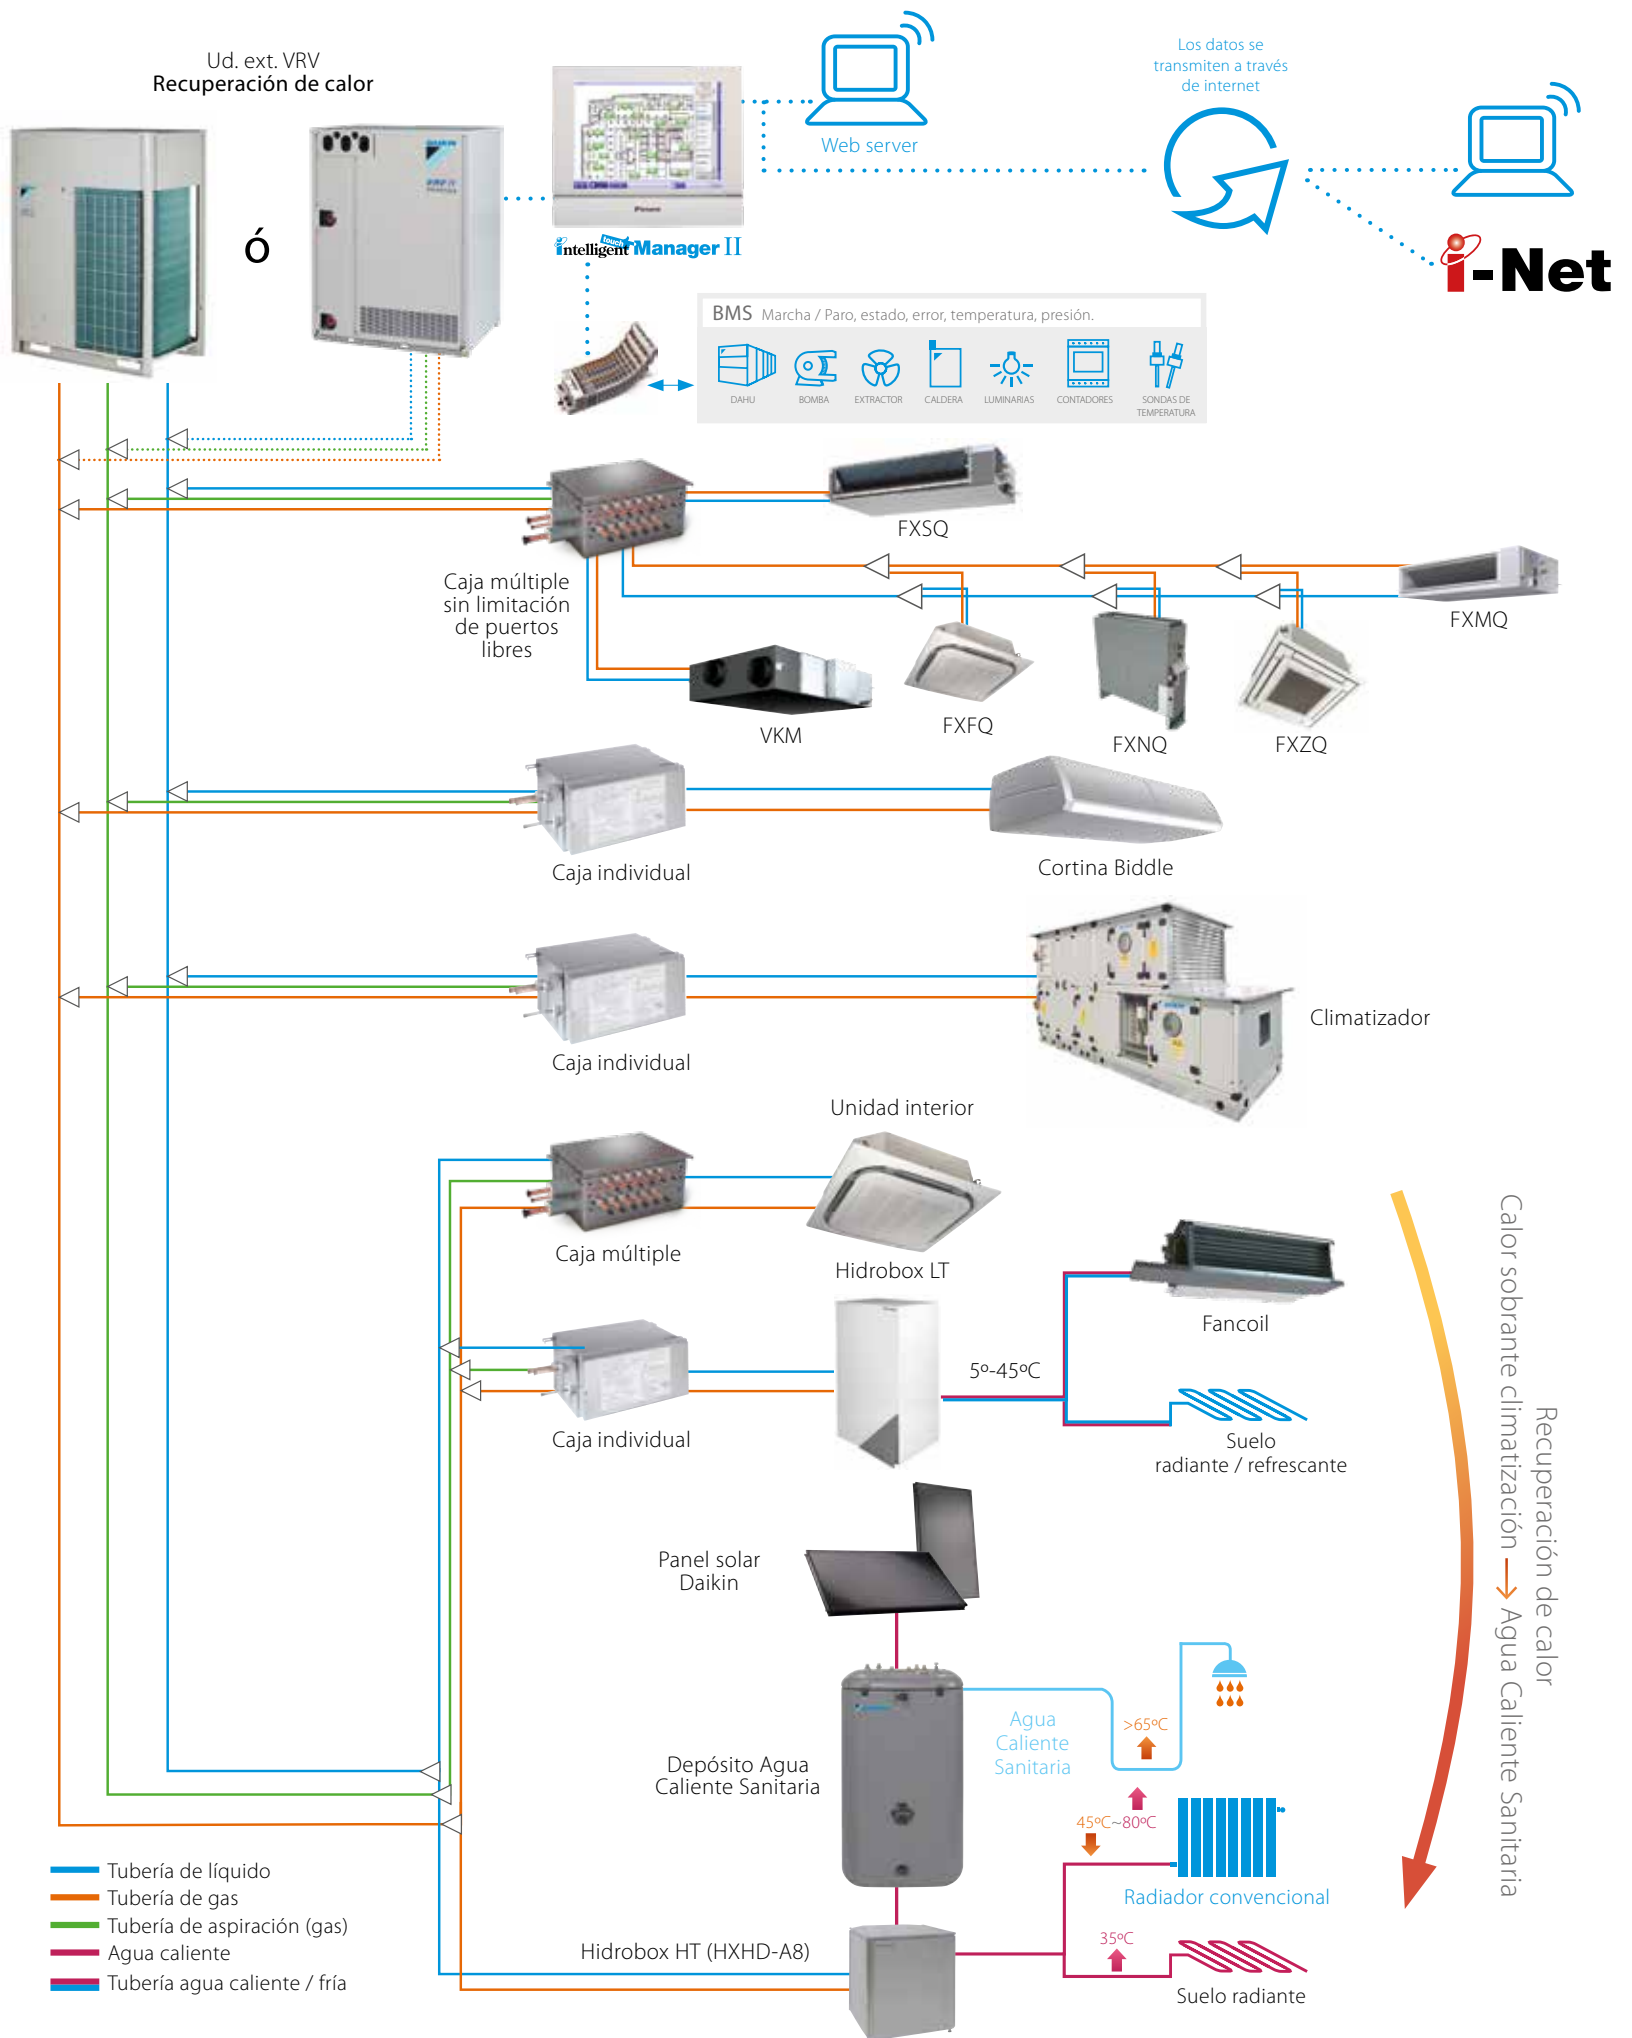 Ud. ext. VRV
Recuperación de calor
ó
intelligent touch Manager II
Web server
Los datos se
transmiten a través
de internet
i-Net
BMS Marcha / Paro, estado, error, temperatura, presión.
DAHU
BOMBA
EXTRACTOR
CALDERA
LUMINARIAS
CONTADORES
SONDAS DE
TEMPERATURA
FXSQ
Caja múltiple
sin limitación
de puertos
libres
FXMQ
VKM
FXFQ
FXNQ
FXZQ
Caja individual
Cortina Biddle
Caja individual
Climatizador
Unidad interior
Caja múltiple
Hidrobox LT
Fancoil
5º-45ºC
Caja individual
Suelo
radiante / refrescante
Panel solar
Daikin
Agua
Caliente
Sanitaria
>65ºC
Depósito Agua
Caliente Sanitaria
45ºC~80ºC
Radiador convencional
Hidrobox HT (HXHD-A8)
35ºC
Suelo radiante
Recuperación de calor
Calor sobrante climatización → Agua Caliente Sanitaria
Tubería de líquido
Tubería de gas
Tubería de aspiración (gas)
Agua caliente
Tubería agua caliente / fría